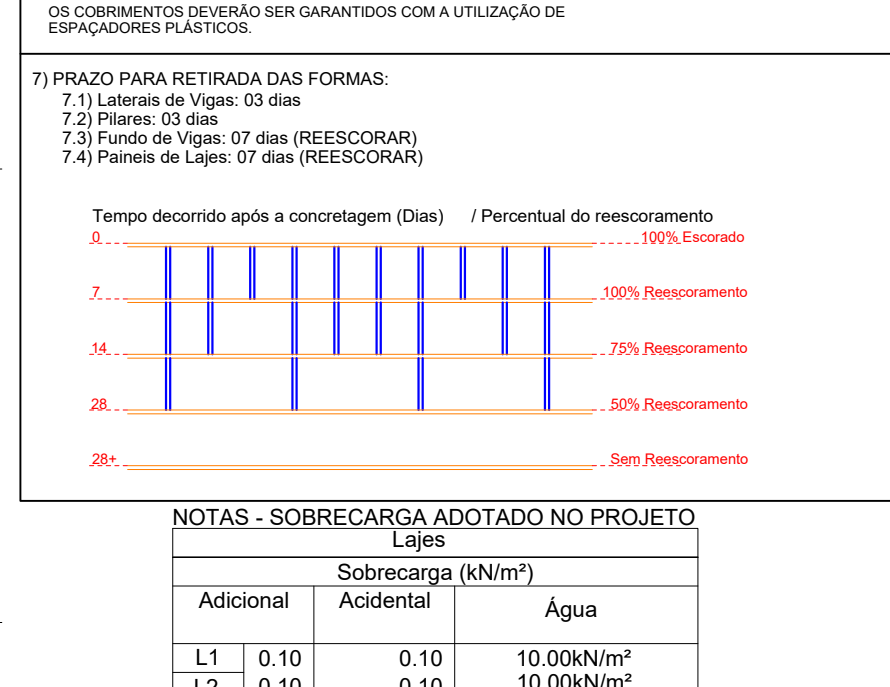 OS COBRIMENTOS DEVERÃO SER GARANTIDOS COM A UTILIZAÇÃO DE
ESPAÇADORES PLÁSTICOS.
7) PRAZO PARA RETIRADA DAS FORMAS:
7.1) Laterais de Vigas: 03 dias
7.2) Pilares: 03 dias
7.3) Fundo de Vigas: 07 dias (REESCORAR)
7.4) Paineis de Lajes: 07 dias (REESCORAR)
Tempo decorrido após a concretagem (Dias) / Percentual do reescoramento
0 100% Escorado
7 100% Reescoramento
14 75% Reescoramento
28 50% Reescoramento
28+ Sem Reescoramento
NOTAS - SOBRECARGA ADOTADO NO PROJETO
Lajes
Sobrecarga (kN/m²)
Adicional Acidental Água
L1 0.10 0.10 10.00kN/m²
L2 0.10 0.10 10.00kN/m²